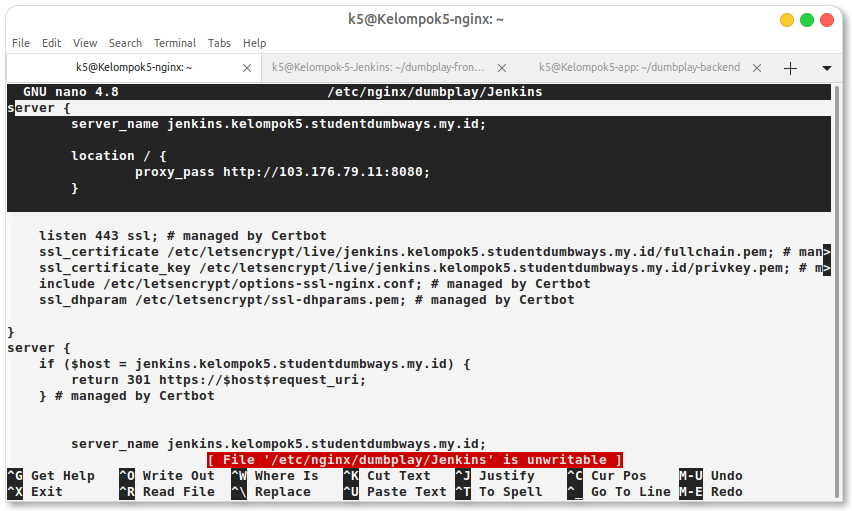 k5@Kelompok5-nginx: ~
File Edit View Search Terminal Tabs Help
k5@Kelompok5-nginx: ~ k5@Kelompok-5-Jenkins: ~/dumbplay-fron... k5@Kelompok5-app: ~/dumbplay-backend
GNU nano 4.8 /etc/nginx/dumbplay/Jenkins
server {
server_name jenkins.kelompok5.studentdumbways.my.id;
location / {
proxy_pass http://103.176.79.11:8080;
}
listen 443 ssl; # managed by Certbot
ssl_certificate /etc/letsencrypt/live/jenkins.kelompok5.studentdumbways.my.id/fullchain.pem; # man>
ssl_certificate_key /etc/letsencrypt/live/jenkins.kelompok5.studentdumbways.my.id/privkey.pem; # m>
include /etc/letsencrypt/options-ssl-nginx.conf; # managed by Certbot
ssl_dhparam /etc/letsencrypt/ssl-dhparams.pem; # managed by Certbot
}
server {
if ($host = jenkins.kelompok5.studentdumbways.my.id) {
return 301 https://$host$request_uri;
} # managed by Certbot
server_name jenkins.kelompok5.studentdumbways.my.id;
[ File '/etc/nginx/dumbplay/Jenkins' is unwritable ]
^G Get Help ^O Write Out ^W Where Is ^K Cut Text ^J Justify ^C Cur Pos M-U Undo
^X Exit ^R Read File ^\ Replace ^U Paste Text ^T To Spell ^_ Go To Line M-E Redo